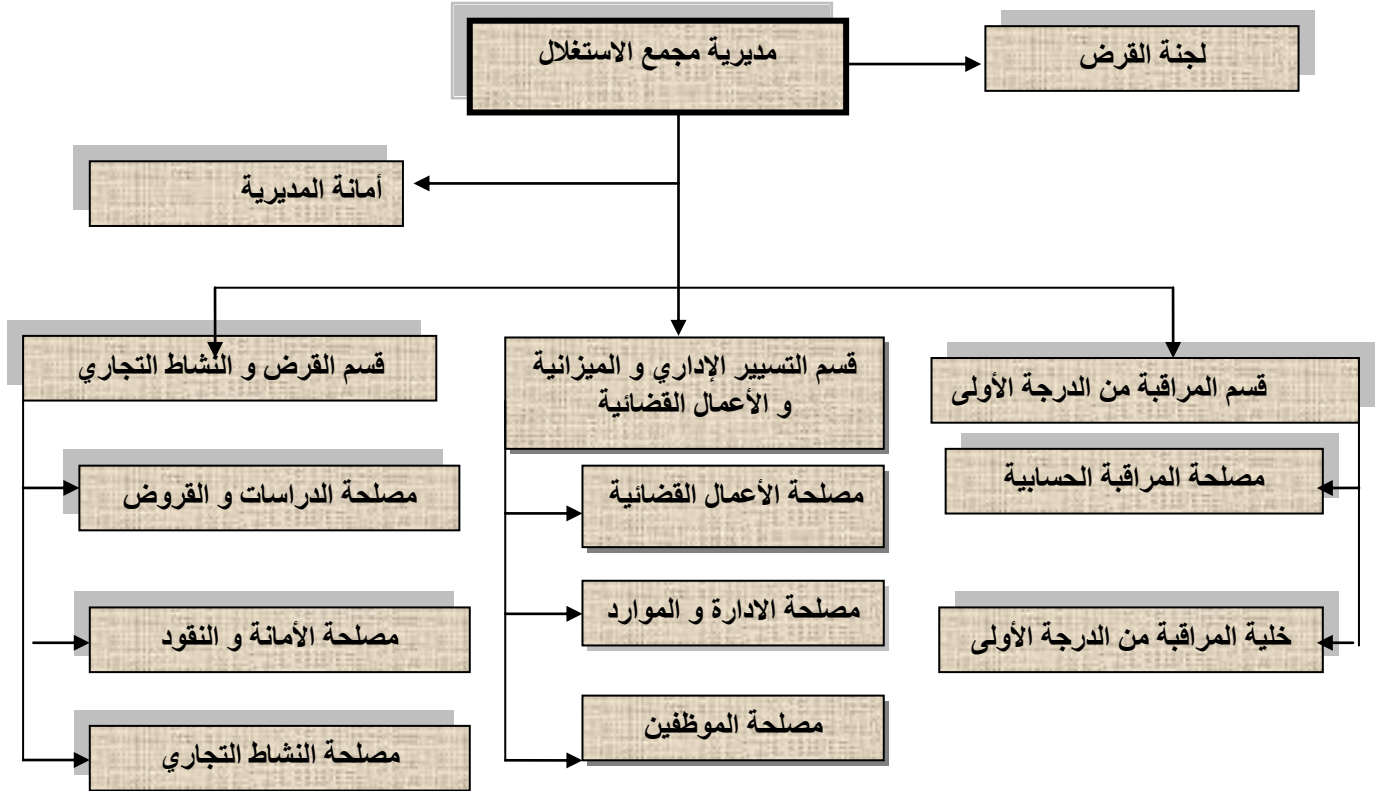 مديرية مجمع الاستغلال
لجنة القرض
أمانة المديرية
قسم المراقبة من الدرجة الأولى
مصلحة المراقبة الحسابية
خلية المراقبة من الدرجة الأولى
قسم التسيير الإداري و الميزانية
و الأعمال القضائية
مصلحة الأعمال القضائية
مصلحة الادارة و الموارد
مصلحة الموظفين
قسم القرض و النشاط التجاري
مصلحة الدراسات و القروض
مصلحة الأمانة و النقود
مصلحة النشاط التجاري